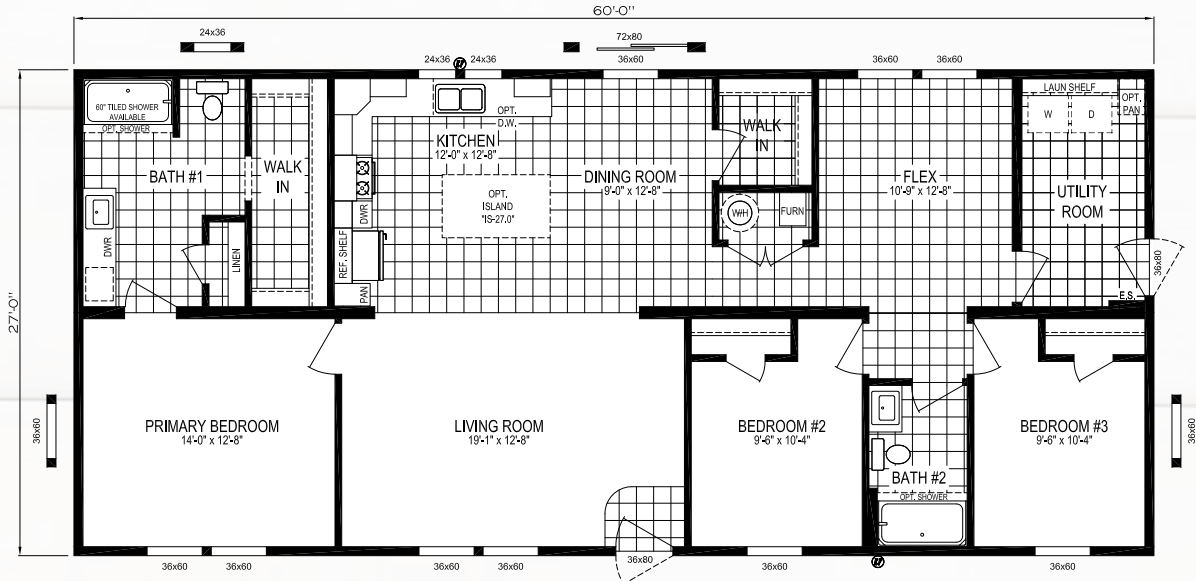 60'-0"
24x36
72x80
24x36
24x36
36x60
36x60
36x60
27'-0"
60" TILED SHOWER
AVAILABLE
OPT. SHOWER
BATH #1
DWR
LINEN
WALK
IN
KITCHEN
12'-0" x 12'-8"
OPT.
D.W.
OPT.
ISLAND
"IS-27.0"
DWR
REF. SHELF
PAN
DINING ROOM
9'-0" x 12'-8"
WALK
IN
W/H
FURN
FLEX
10'-9" x 12'-8"
LAUN SHELF
W
D
OPT.
PAN
UTILITY
ROOM
36x80
E.S.
PRIMARY BEDROOM
14'-0" x 12'-8"
LIVING ROOM
19'-1" x 12'-8"
BEDROOM #2
9'-6" x 10'-4"
BATH #2
OPT. SHOWER
BEDROOM #3
9'-6" x 10'-4"
36x60
36x60
36x60
36x60
36x60
36x60
36x80
36x60
36x60